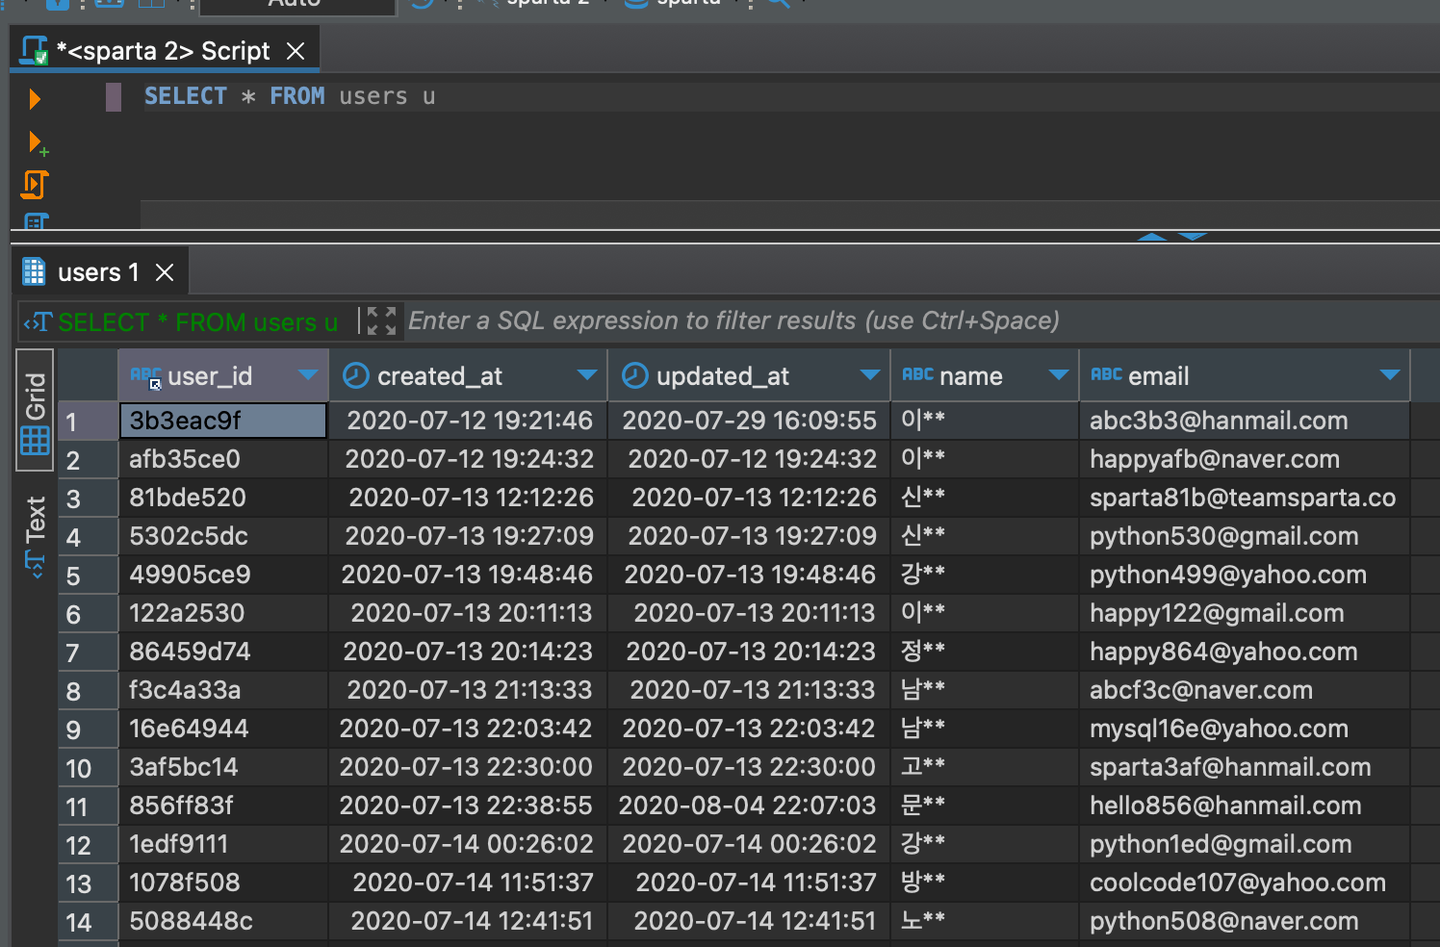 Auto sparta 2 sparta
*<sparta 2> Script
SELECT * FROM users u
users 1
SELECT * FROM users u Enter a SQL expression to filter results (use Ctrl+Space)
Grid
Text
ABC user_id created_at updated_at ABC name ABC email
1 3b3eac9f 2020-07-12 19:21:46 2020-07-29 16:09:55 이** abc3b3@hanmail.com
2 afb35ce0 2020-07-12 19:24:32 2020-07-12 19:24:32 이** happyafb@naver.com
3 81bde520 2020-07-13 12:12:26 2020-07-13 12:12:26 신** sparta81b@teamsparta.co
4 5302c5dc 2020-07-13 19:27:09 2020-07-13 19:27:09 신** python530@gmail.com
5 49905ce9 2020-07-13 19:48:46 2020-07-13 19:48:46 강** python499@yahoo.com
6 122a2530 2020-07-13 20:11:13 2020-07-13 20:11:13 이** happy122@gmail.com
7 86459d74 2020-07-13 20:14:23 2020-07-13 20:14:23 정** happy864@yahoo.com
8 f3c4a33a 2020-07-13 21:13:33 2020-07-13 21:13:33 남** abcf3c@naver.com
9 16e64944 2020-07-13 22:03:42 2020-07-13 22:03:42 남** mysql16e@yahoo.com
10 3af5bc14 2020-07-13 22:30:00 2020-07-13 22:30:00 고** sparta3af@hanmail.com
11 856ff83f 2020-07-13 22:38:55 2020-08-04 22:07:03 문** hello856@hanmail.com
12 1edf9111 2020-07-14 00:26:02 2020-07-14 00:26:02 강** python1ed@gmail.com
13 1078f508 2020-07-14 11:51:37 2020-07-14 11:51:37 방** coolcode107@yahoo.com
14 5088448c 2020-07-14 12:41:51 2020-07-14 12:41:51 노** python508@naver.com